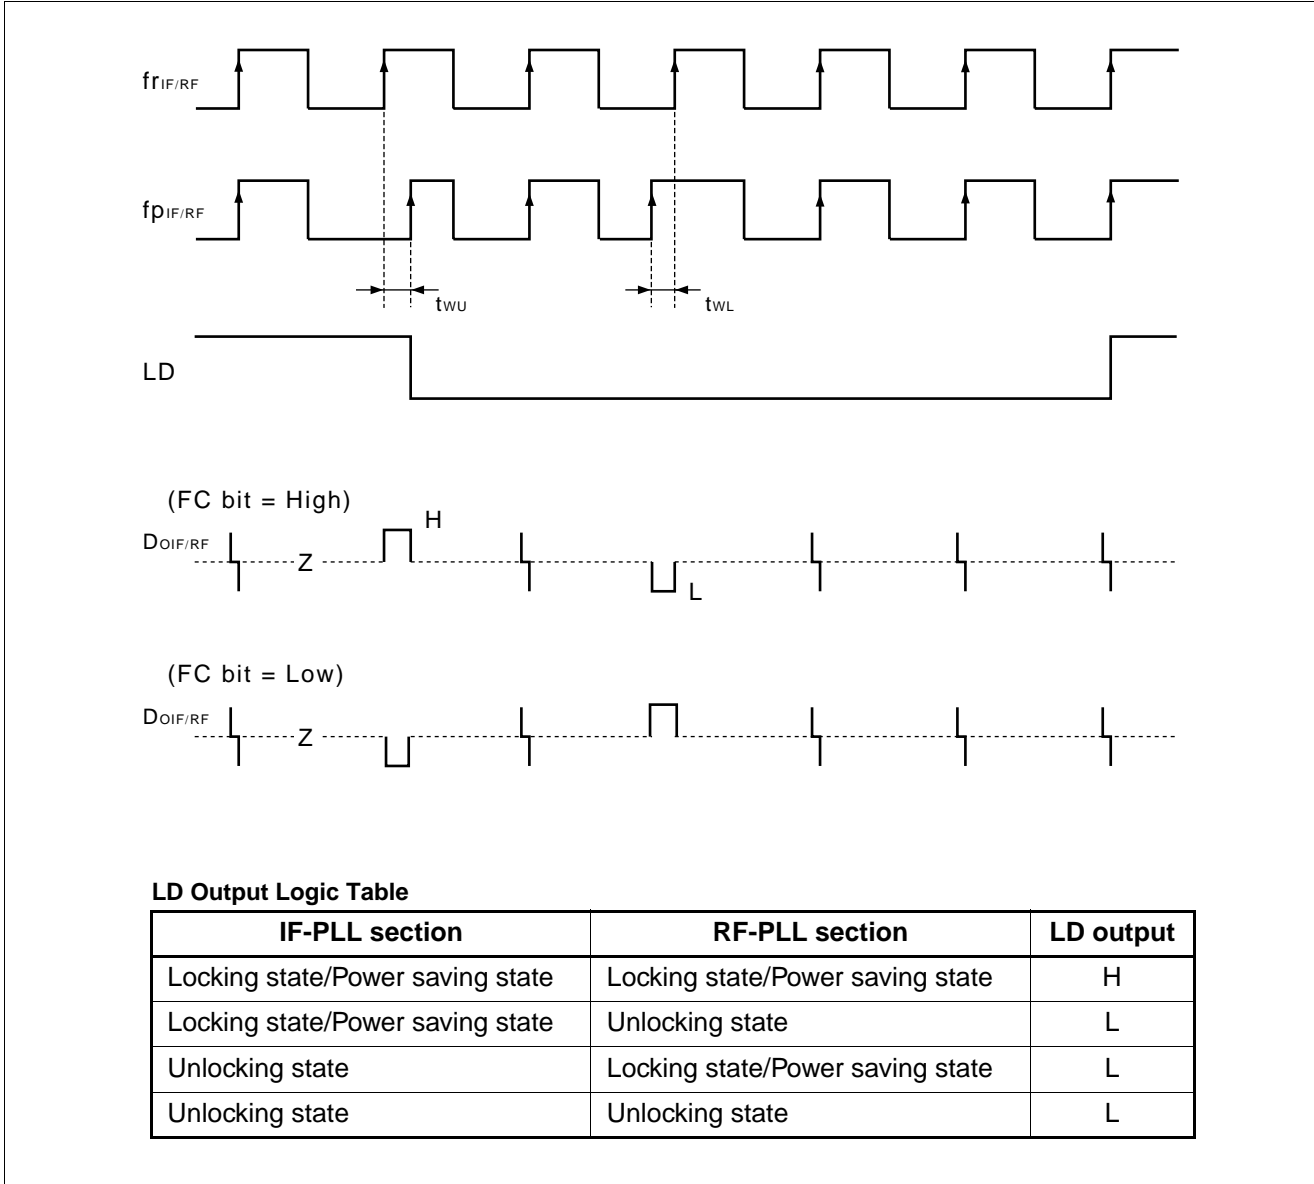 frIF/RF
fpIF/RF
tWU
tWL
LD
(FC bit = High)
H
DOIF/RF
Z
L
(FC bit = Low)
DOIF/RF
Z
LD Output Logic Table
IF-PLL section RF-PLL section LD output
Locking state/Power saving state Locking state/Power saving state H
Locking state/Power saving state Unlocking state L
Unlocking state Locking state/Power saving state L
Unlocking state Unlocking state L